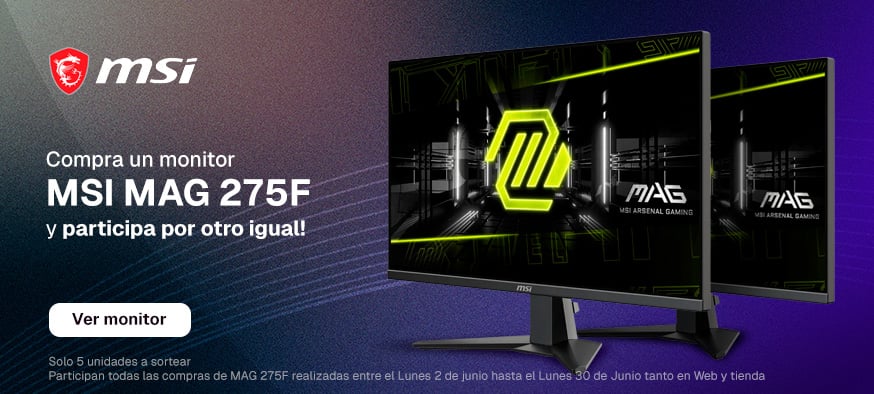 msi
Compra un monitor
MSI MAG 275F
y participa por otro igual!
Ver monitor
Solo 5 unidades a sortear
Participan todas las compras de MAG 275F realizadas entre el Lunes 2 de junio hasta el Lunes 30 de Junio tanto en Web y tienda
MAG
MSI ARSENAL GAMING
msi
MAG
MSI ARSENAL GAMING